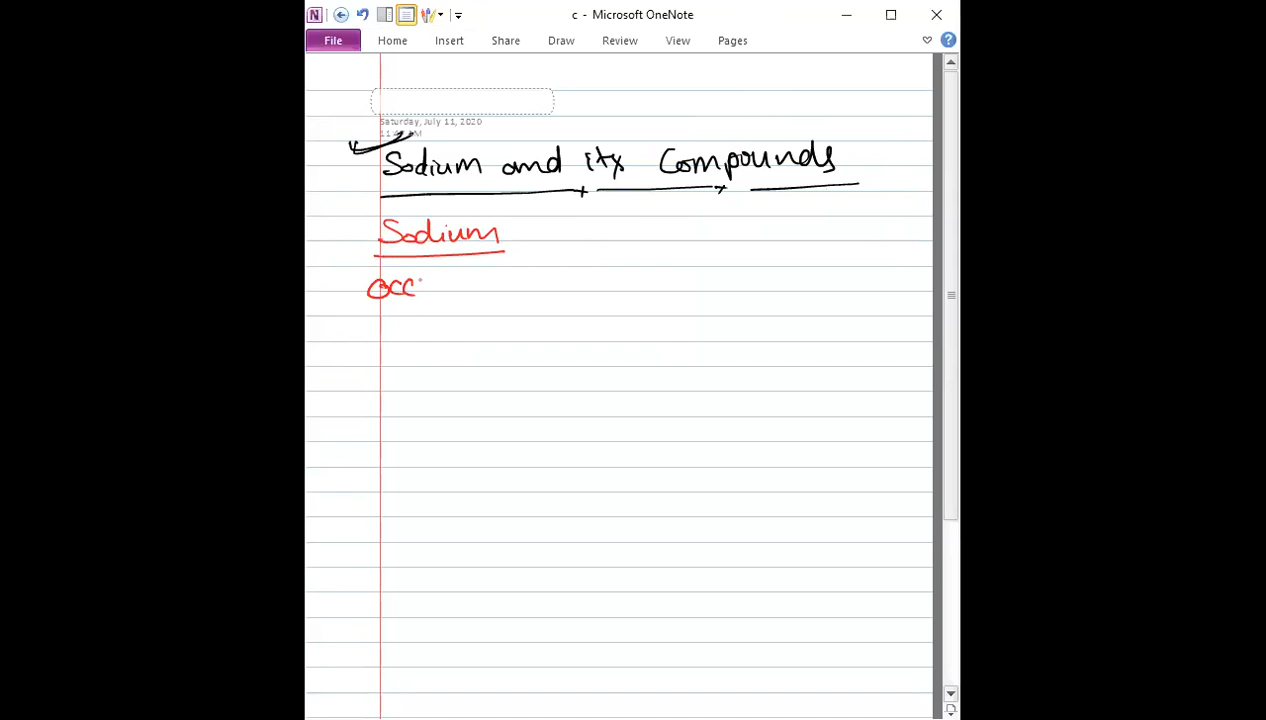 c - Microsoft OneNote
File Home Insert Share Draw Review View Pages
Saturday, July 11, 2020
Sodium and its Compounds
Sodium
Occ